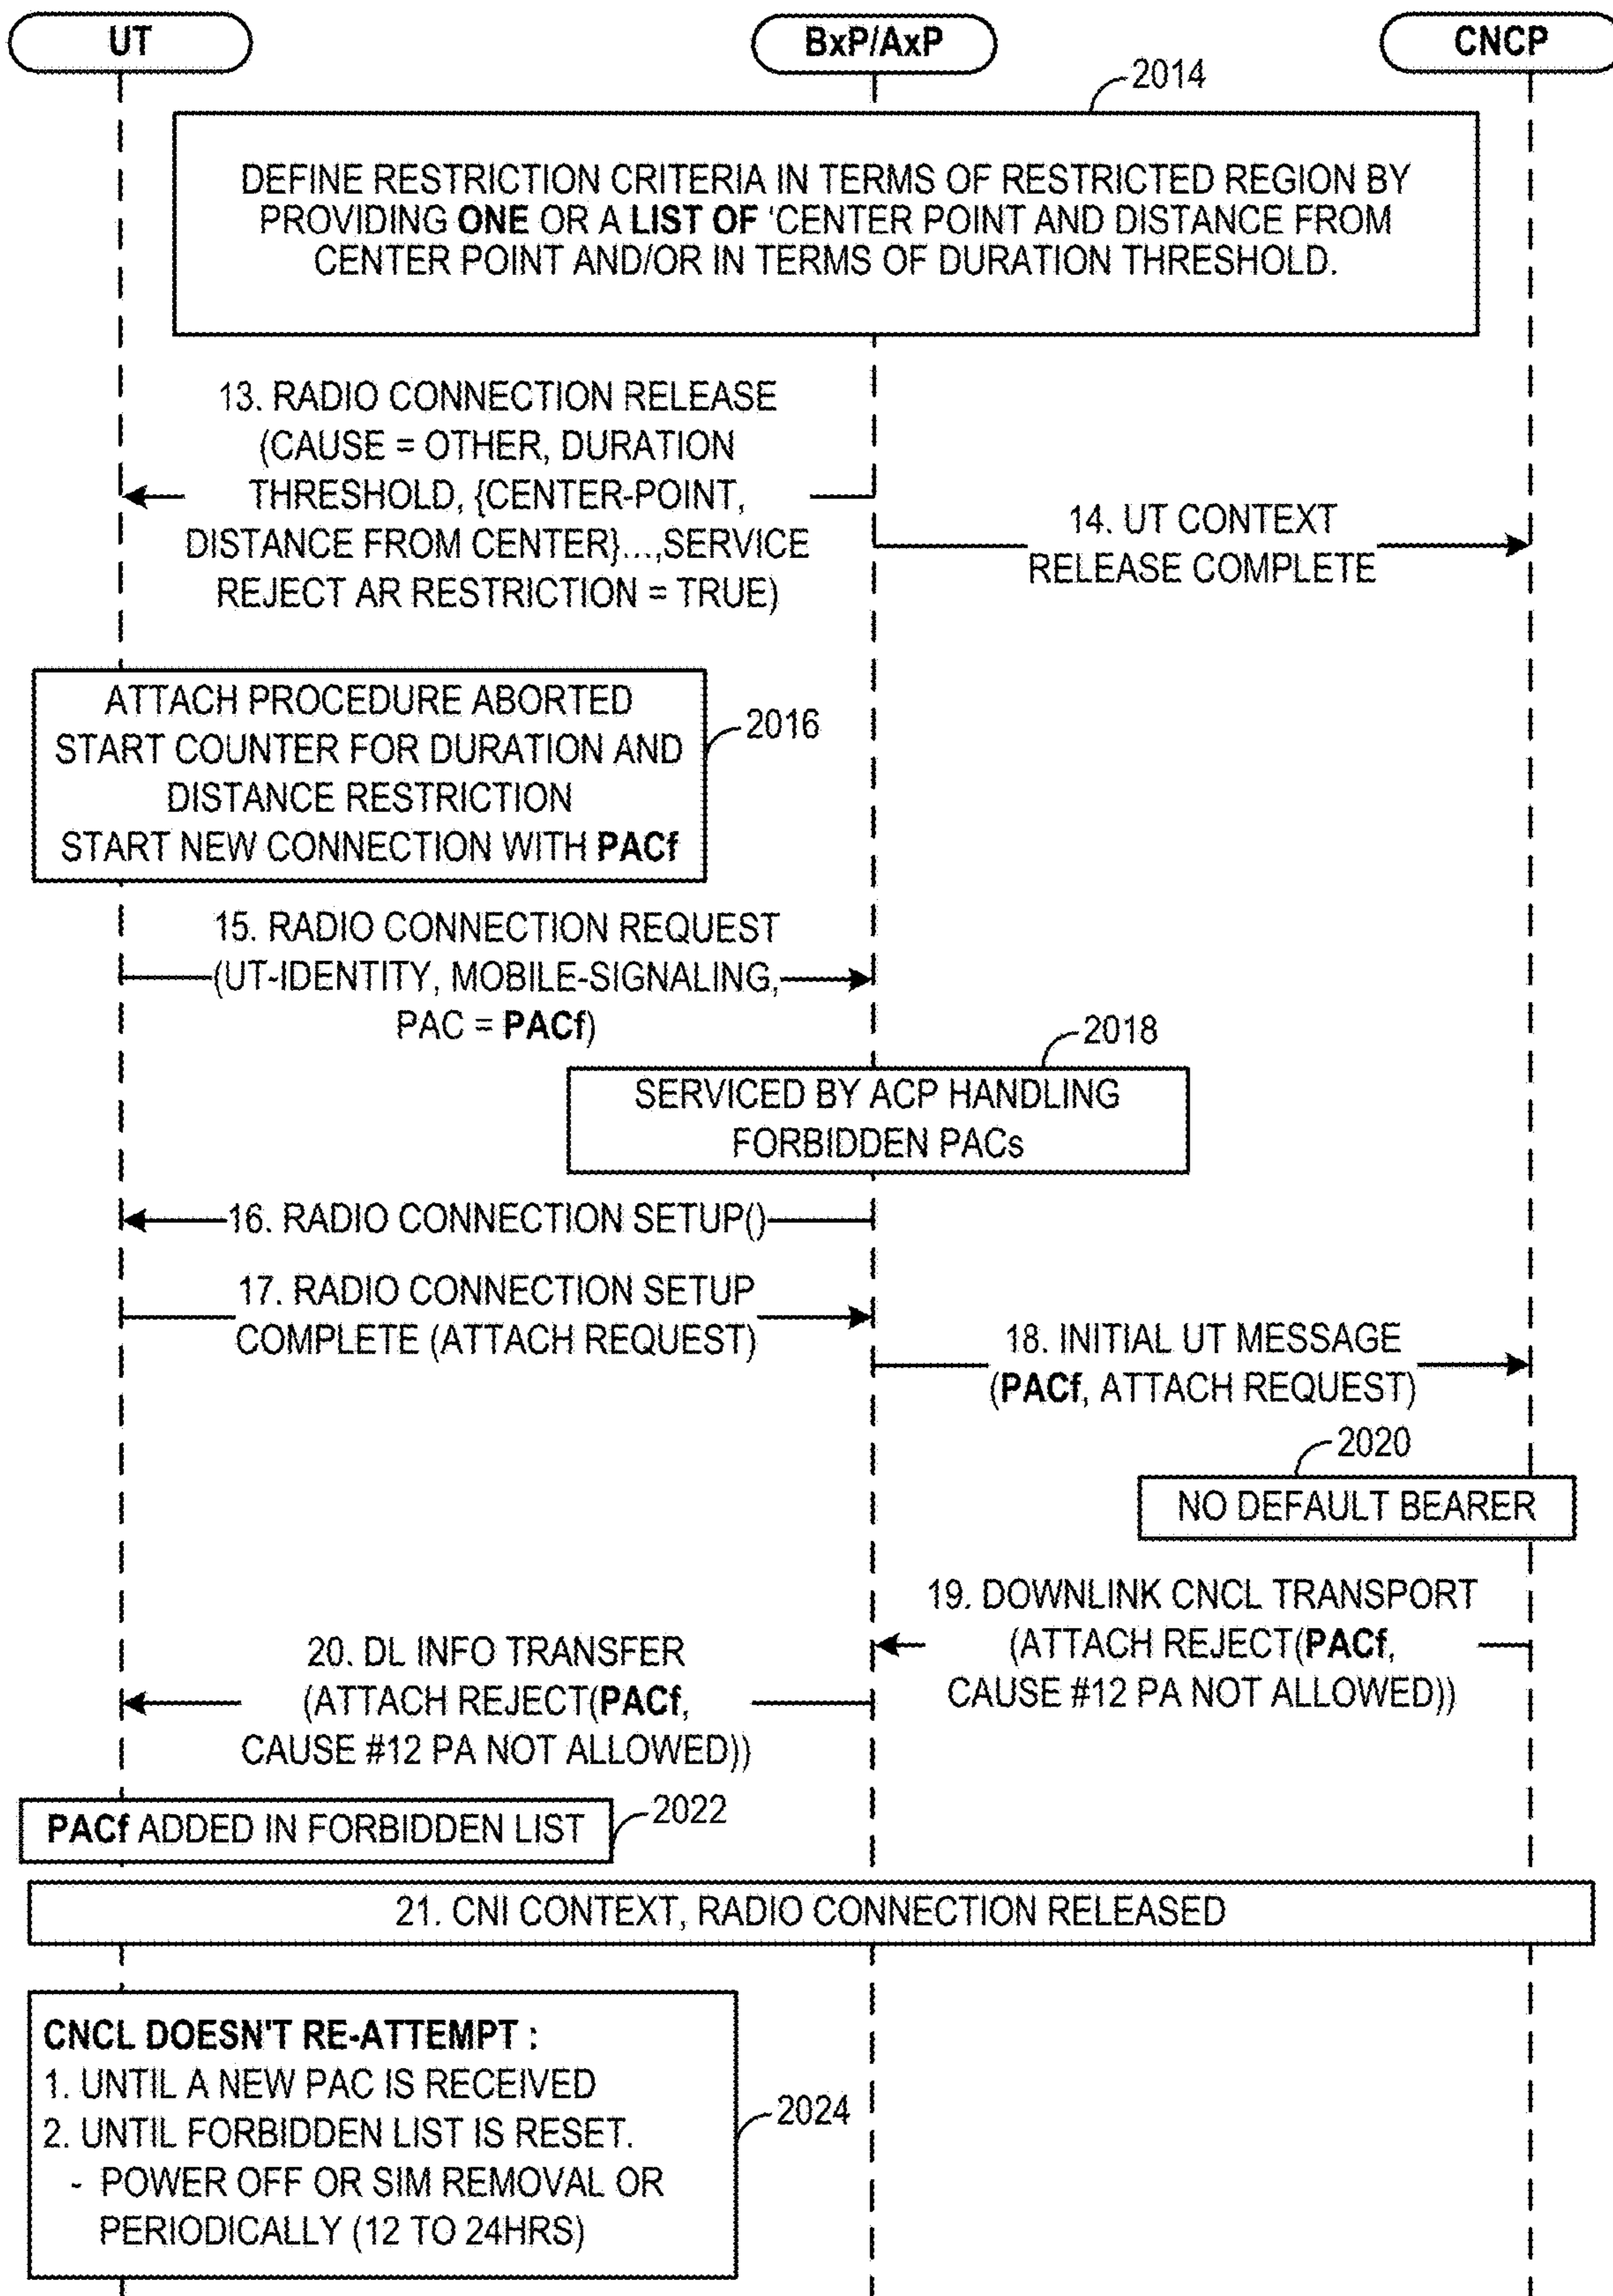 UT
BxP/AxP
CNCP
2014
DEFINE RESTRICTION CRITERIA IN TERMS OF RESTRICTED REGION BY
PROVIDING ONE OR A LIST OF 'CENTER POINT AND DISTANCE FROM
CENTER POINT AND/OR IN TERMS OF DURATION THRESHOLD.
13. RADIO CONNECTION RELEASE
(CAUSE = OTHER, DURATION
THRESHOLD, {CENTER-POINT,
DISTANCE FROM CENTER}...,SERVICE
REJECT AR RESTRICTION = TRUE)
14. UT CONTEXT
RELEASE COMPLETE
ATTACH PROCEDURE ABORTED
START COUNTER FOR DURATION AND
DISTANCE RESTRICTION
START NEW CONNECTION WITH PACf
2016
15. RADIO CONNECTION REQUEST
(UT-IDENTITY, MOBILE-SIGNALING,
PAC = PACf)
2018
SERVICED BY ACP HANDLING
FORBIDDEN PACs
16. RADIO CONNECTION SETUP()
17. RADIO CONNECTION SETUP
COMPLETE (ATTACH REQUEST)
18. INITIAL UT MESSAGE
(PACf, ATTACH REQUEST)
2020
NO DEFAULT BEARER
19. DOWNLINK CNCL TRANSPORT
(ATTACH REJECT(PACf,
CAUSE #12 PA NOT ALLOWED))
20. DL INFO TRANSFER
(ATTACH REJECT(PACf,
CAUSE #12 PA NOT ALLOWED))
2022
PACf ADDED IN FORBIDDEN LIST
21. CNI CONTEXT, RADIO CONNECTION RELEASED
CNCL DOESN'T RE-ATTEMPT :
1. UNTIL A NEW PAC IS RECEIVED
2. UNTIL FORBIDDEN LIST IS RESET.
- POWER OFF OR SIM REMOVAL OR
PERIODICALLY (12 TO 24HRS)
2024